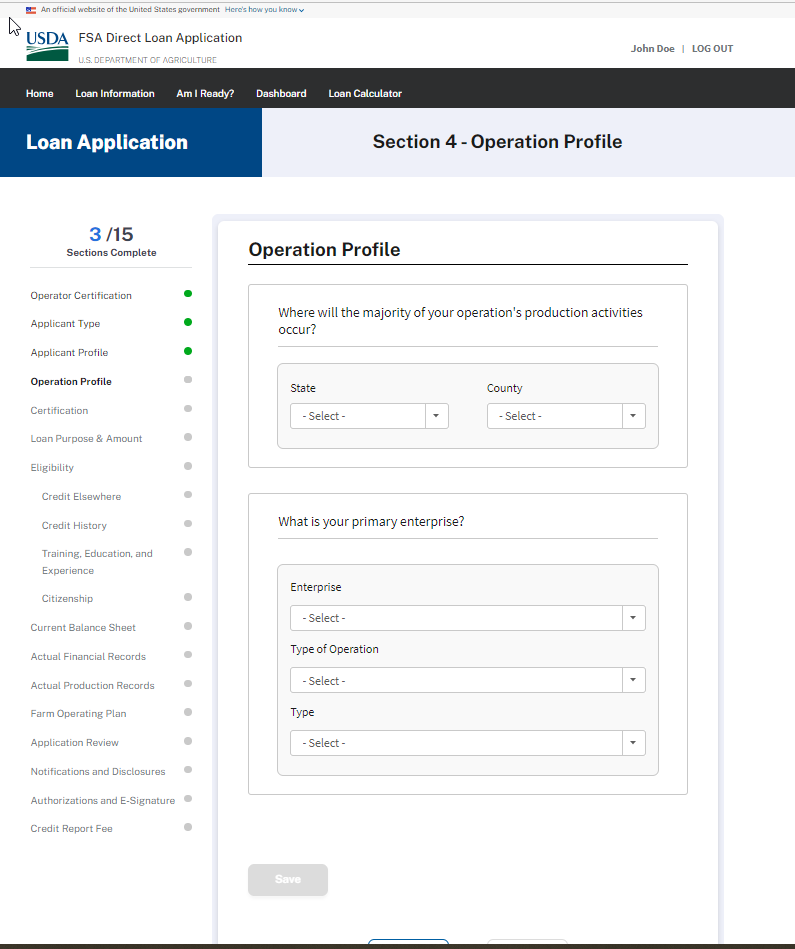 An official website of the United States government Here's how you know
USDA
FSA Direct Loan Application
U.S. DEPARTMENT OF AGRICULTURE
John Doe | LOG OUT
Home Loan Information Am I Ready? Dashboard Loan Calculator
Loan Application
Section 4 - Operation Profile
3 /15
Sections Complete
Operator Certification
Applicant Type
Applicant Profile
Operation Profile
Certification
Loan Purpose & Amount
Eligibility
Credit Elsewhere
Credit History
Training, Education, and
Experience
Citizenship
Current Balance Sheet
Actual Financial Records
Actual Production Records
Farm Operating Plan
Application Review
Notifications and Disclosures
Authorizations and E-Signature
Credit Report Fee
Operation Profile
Where will the majority of your operation's production activities
occur?
State County
- Select - - Select -
What is your primary enterprise?
Enterprise
- Select -
Type of Operation
- Select -
Type
- Select -
Save